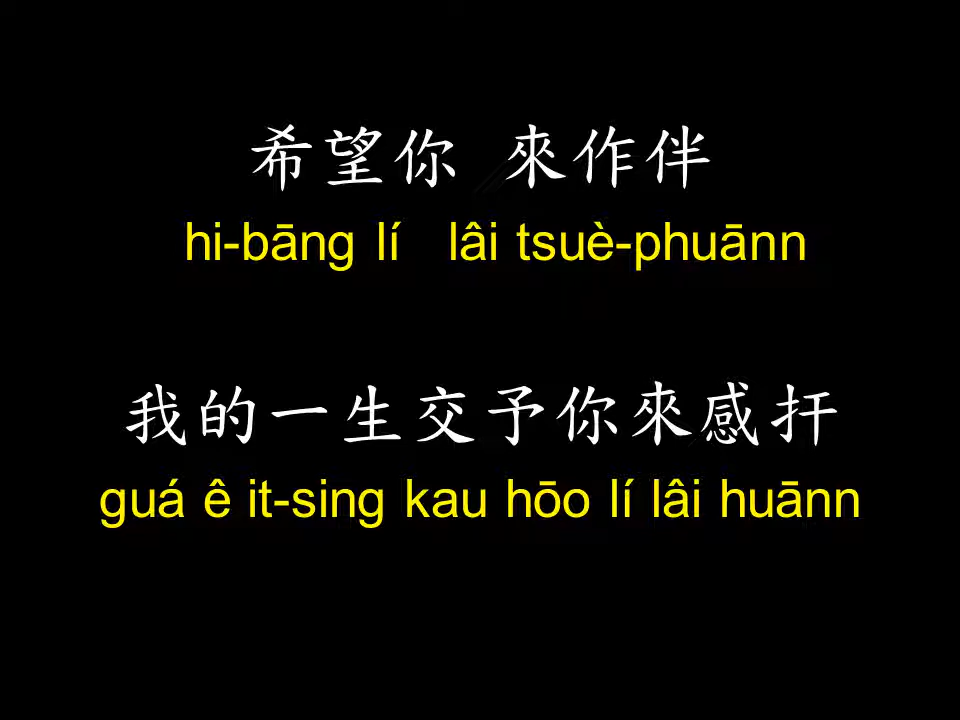 希望你 來作伴
hi-bāng lí lâi tsuè-phuānn
我的一生交予你來感扞
guá ê it-sing kau hōo lí lâi huānn